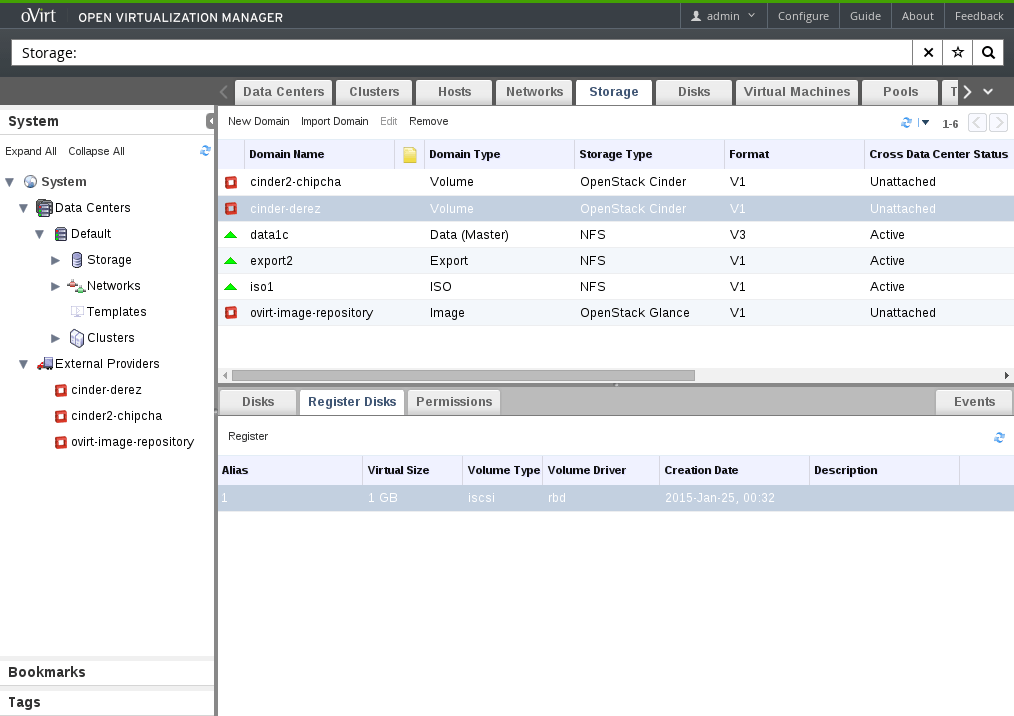 oVirt OPEN VIRTUALIZATION MANAGER admin Configure Guide About Feedback
Storage:
Data Centers Clusters Hosts Networks Storage Disks Virtual Machines Pools
System
New Domain Import Domain Edit Remove 1-6
Expand All Collapse All
Domain Name Domain Type Storage Type Format Cross Data Center Status
System
cinder2-chipcha Volume OpenStack Cinder V1 Unattached
Data Centers
cinder-derez Volume OpenStack Cinder V1 Unattached
Default
data1c Data (Master) NFS V3 Active
Storage
export2 Export NFS V1 Active
Networks
iso1 ISO NFS V1 Active
Templates
ovirt-image-repository Image OpenStack Glance V1 Unattached
Clusters
External Providers
cinder-derez
cinder2-chipcha
ovirt-image-repository
Disks Register Disks Permissions Events
Register
Alias Virtual Size Volume Type Volume Driver Creation Date Description
1 1 GB iscsi rbd 2015-Jan-25, 00:32
Bookmarks
Tags